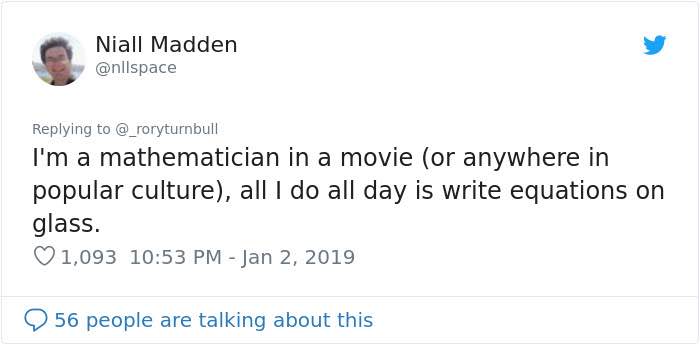 Niall Madden
@nllspace
Replying to @_roryturnbull
I'm a mathematician in a movie (or anywhere in
popular culture), all I do all day is write equations on
glass.
1,093 10:53 PM - Jan 2, 2019
56 people are talking about this